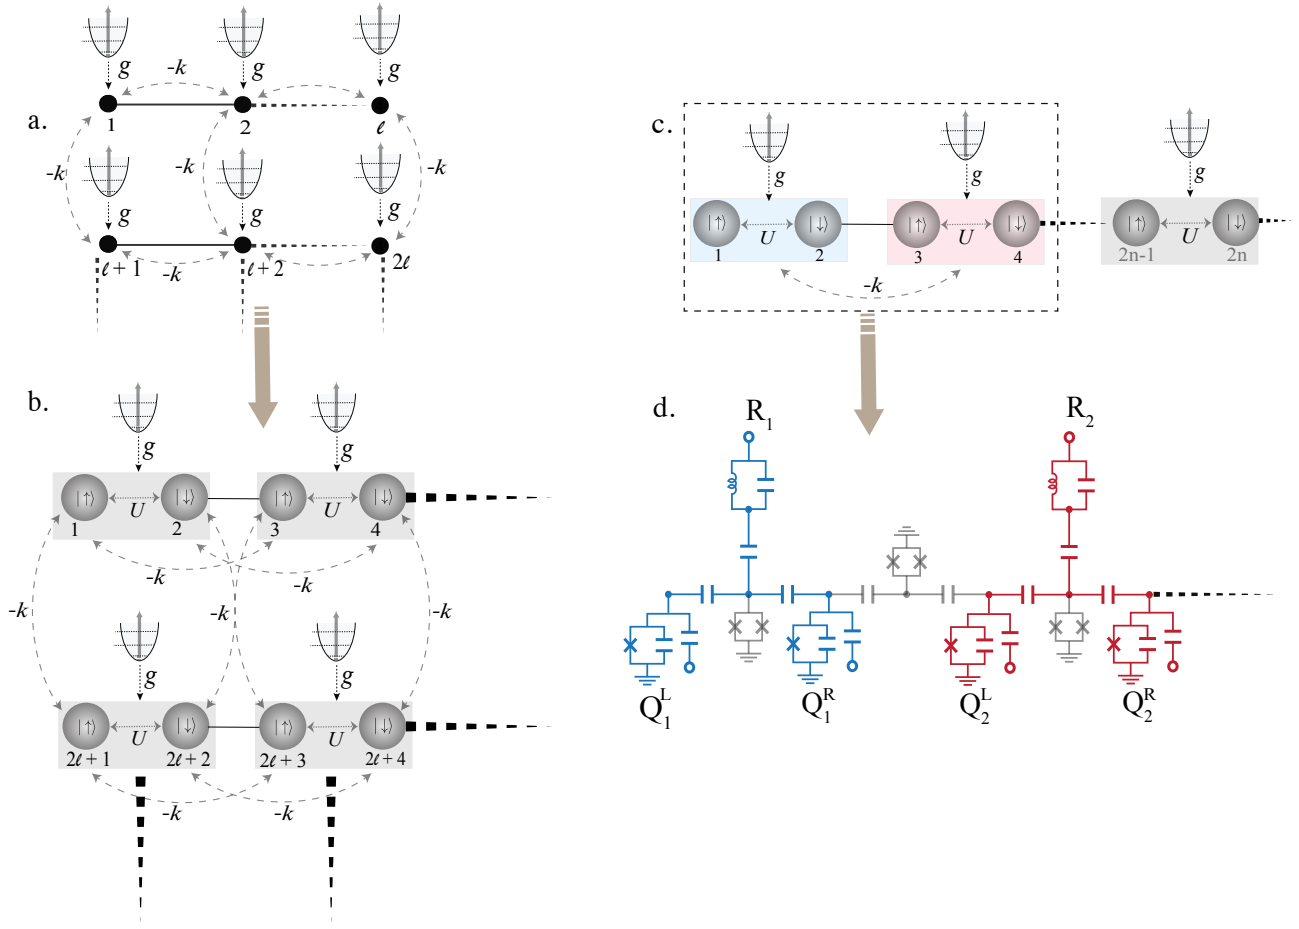 a.
g g g
-k
1 2 ℓ
-k -k -k
g g g
ℓ+1 -k ℓ+2 2ℓ
b.
g g
|↑⟩ U |↓⟩ |↑⟩ U |↓⟩
1 2 3 4
-k -k
-k -k -k
g g
|↑⟩ U |↓⟩ |↑⟩ U |↓⟩
2ℓ+1 2ℓ+2 2ℓ+3 2ℓ+4
-k -k
c.
g g g
|↑⟩ U |↓⟩ |↑⟩ U |↓⟩ |↑⟩ U |↓⟩
1 2 3 4 2n-1 2n
-k
d.
R₁ R₂
Q₁ᴸ Q₁ᴿ Q₂ᴸ Q₂ᴿ